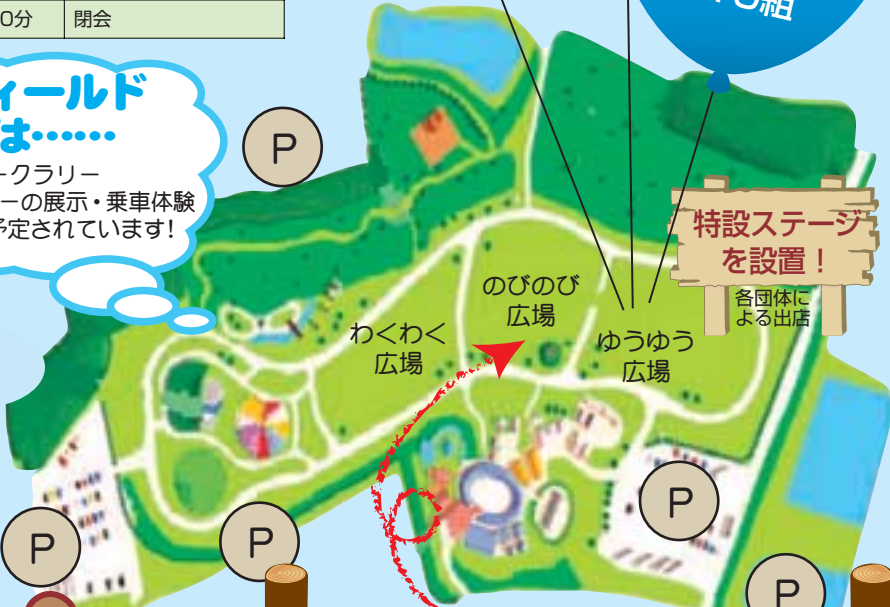 0分 閉会
ィールド
は……
ークラリー
ーの展示・乗車体験
予定されています!
P
組
特設ステージ
を設置！
各団体に
よる出店
のびのび
広場
わくわく
広場
ゆうゆう
広場
P
P
P
P